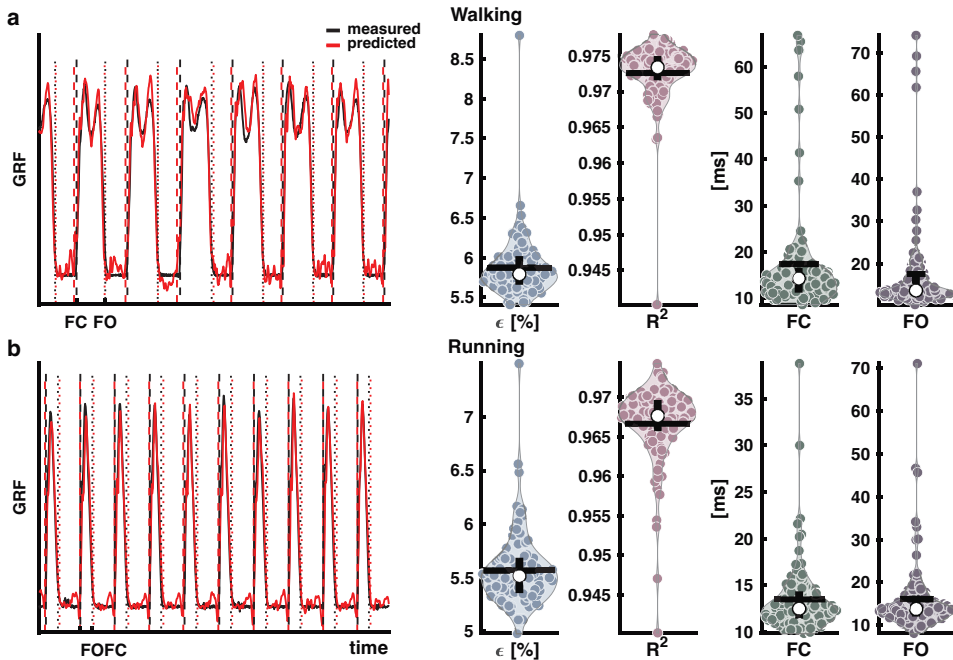 a
Walking
measured
predicted
GRF
FC FO
8.5
8
7.5
7
6.5
6
5.5
ϵ [%]
0.975
0.97
0.965
0.96
0.955
0.95
0.945
R²
[ms]
60
50
40
30
20
10
FC
70
60
50
40
30
20
FO
b
Running
GRF
FOFC
time
7
6.5
6
5.5
5
ϵ [%]
0.97
0.965
0.96
0.955
0.95
0.945
R²
[ms]
35
30
25
20
15
10
FC
70
60
50
40
30
20
10
FO